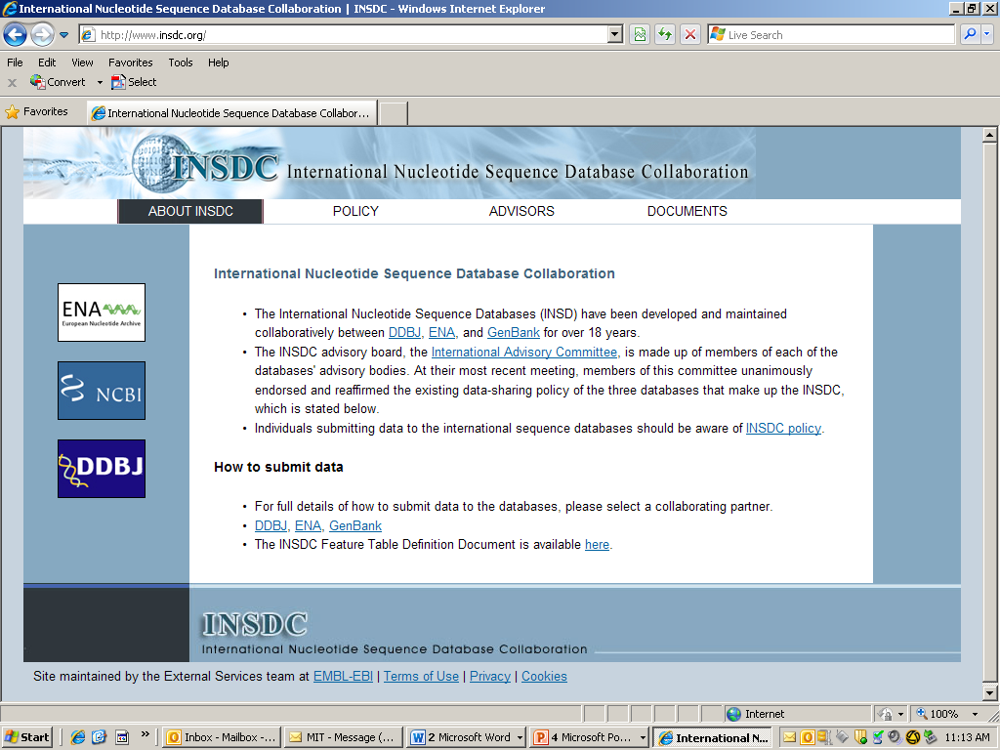 International Nucleotide Sequence Database Collaboration | INSDC - Windows Internet Explorer
http://www.insdc.org/
Live Search
File Edit View Favorites Tools Help
x Convert Select
Favorites
International Nucleotide Sequence Database Collabor...
INSDC International Nucleotide Sequence Database Collaboration
ABOUT INSDC POLICY ADVISORS DOCUMENTS
International Nucleotide Sequence Database Collaboration
ENA
European Nucleotide Archive
NCBI
DDBJ
• The International Nucleotide Sequence Databases (INSD) have been developed and maintained
collaboratively between DDBJ, ENA, and GenBank for over 18 years.
• The INSDC advisory board, the International Advisory Committee, is made up of members of each of the
databases' advisory bodies. At their most recent meeting, members of this committee unanimously
endorsed and reaffirmed the existing data-sharing policy of the three databases that make up the INSDC,
which is stated below.
• Individuals submitting data to the international sequence databases should be aware of INSDC policy.
How to submit data
• For full details of how to submit data to the databases, please select a collaborating partner.
• DDBJ, ENA, GenBank
• The INSDC Feature Table Definition Document is available here.
INSDC
International Nucleotide Sequence Database Collaboration
Site maintained by the External Services team at EMBL-EBI | Terms of Use | Privacy | Cookies
Internet 100%
Start » Inbox - Mailbox -... MIT - Message (... 2 Microsoft Word 4 Microsoft Po... International N... 11:13 AM